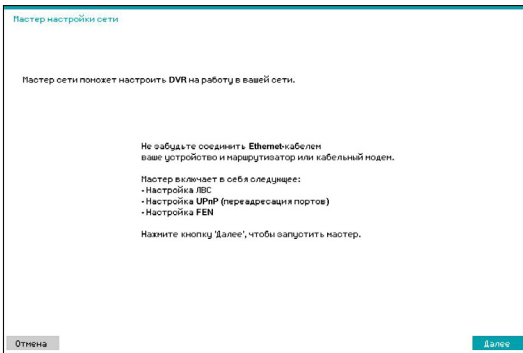 Мастер настройки сети
Мастер сети поможет настроить DVR на работу в вашей сети.
Не забудьте соединить Ethernet-кабелем
ваше устройство и маршрутизатор или кабельный модем.
Мастер включает в себя следующее:
- Настройка ЛВС
- Настройка UPnP (переадресация портов)
- Настройка FEN
Нажмите кнопку 'Далее', чтобы запустить мастер.
Отмена
Далее